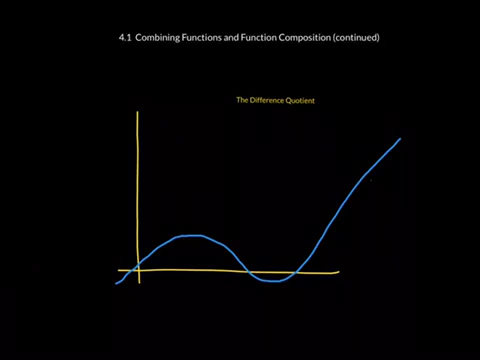 4.1 Combining Functions and Function Composition (continued)
The Difference Quotient